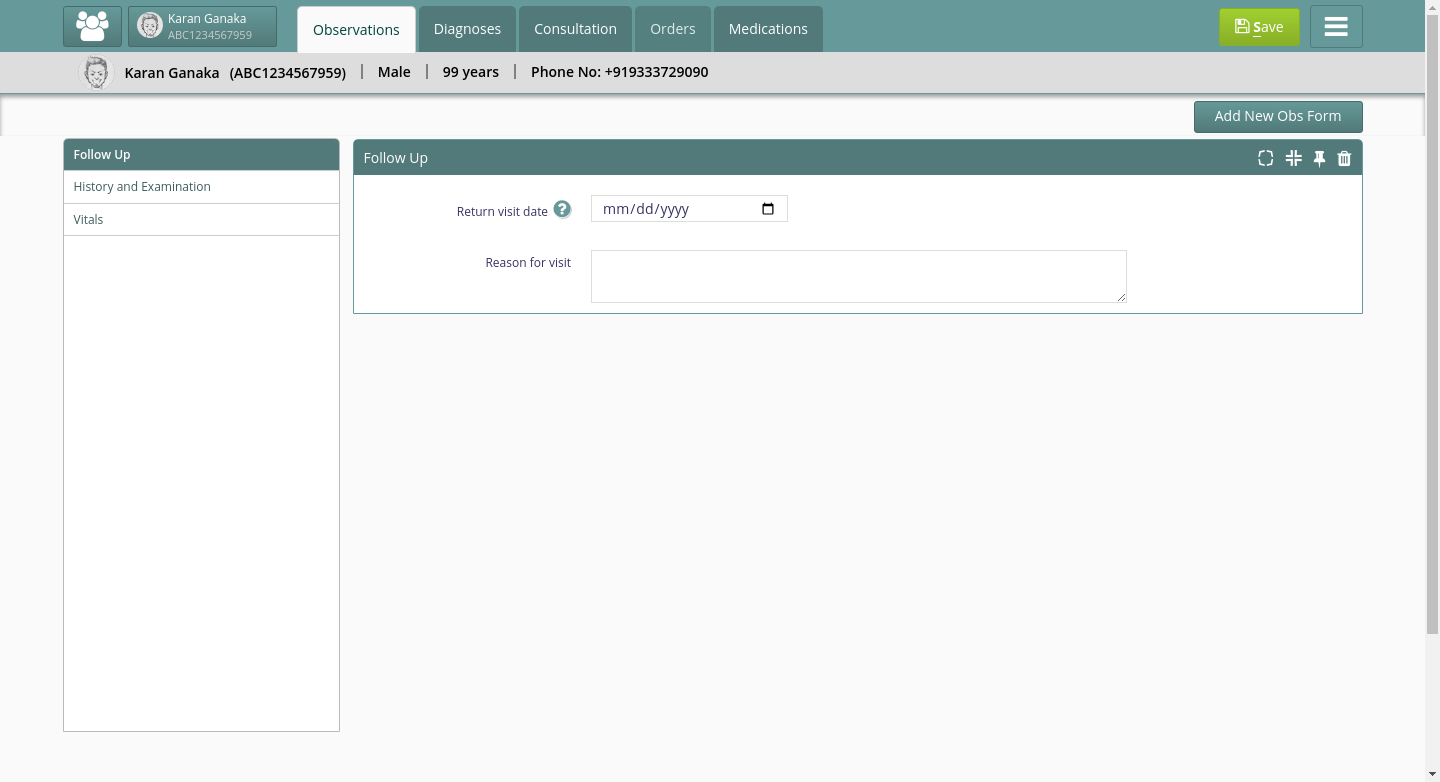 Karan Ganaka
ABC1234567959
Observations
Diagnoses
Consultation
Orders
Medications
Save
Karan Ganaka (ABC1234567959) | Male | 99 years | Phone No: +919333729090
Add New Obs Form
Follow Up
History and Examination
Vitals
Follow Up
Return visit date ?
mm/dd/yyyy
Reason for visit